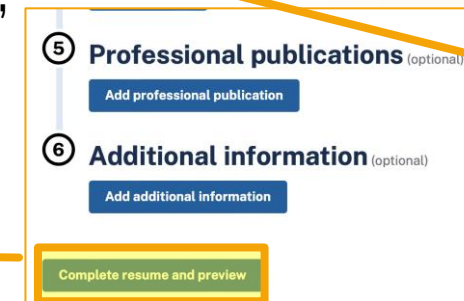 ,
5 Professional publications (optional)
Add professional publication
6 Additional information (optional)
Add additional information
Complete resume and preview